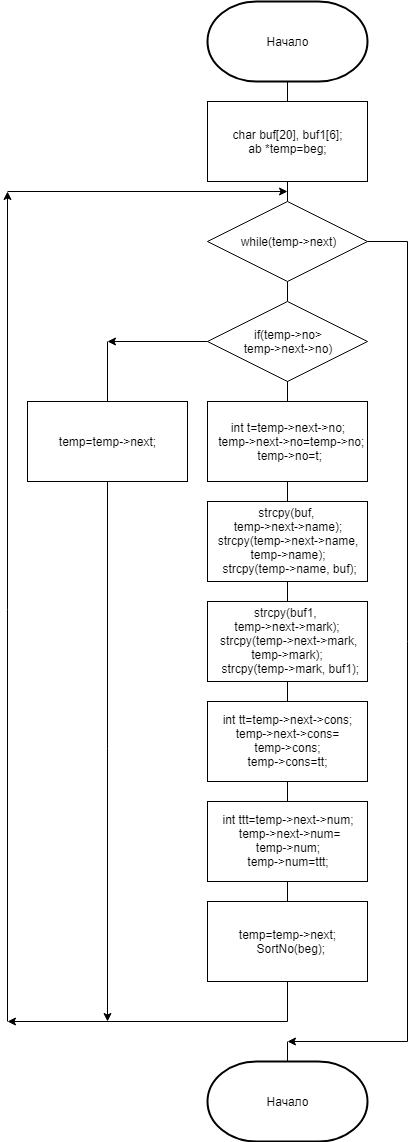 Начало
char buf[20], buf1[6];
ab *temp=beg;
while(temp->next)
if(temp->no>
temp->next->no)
temp=temp->next;
int t=temp->next->no;
temp->next->no=temp->no;
temp->no=t;
strcpy(buf,
temp->next->name);
strcpy(temp->next->name,
temp->name);
strcpy(temp->name, buf);
strcpy(buf1,
temp->next->mark);
strcpy(temp->next->mark,
temp->mark);
strcpy(temp->mark, buf1);
int tt=temp->next->cons;
temp->next->cons=
temp->cons;
temp->cons=tt;
int ttt=temp->next->num;
temp->next->num=
temp->num;
temp->num=ttt;
temp=temp->next;
SortNo(beg);
Начало